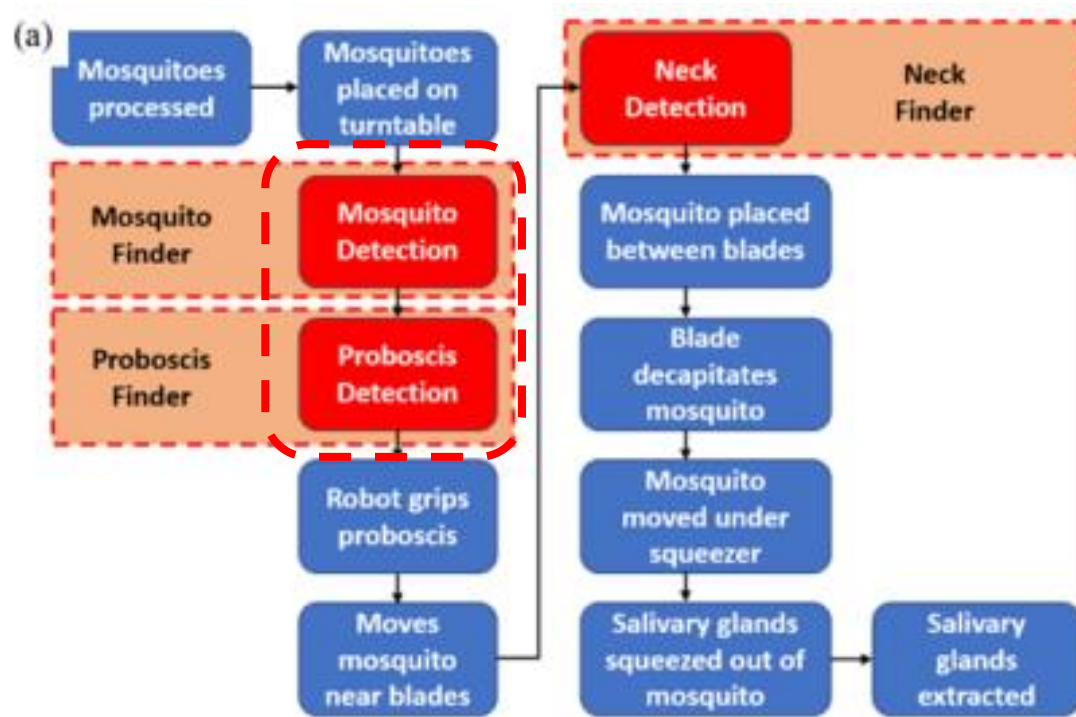 (a)
Mosquitoes
processed
Mosquitoes
placed on
turntable
Mosquito
Finder
Mosquito
Detection
Proboscis
Finder
Proboscis
Detection
Robot grips
proboscis
Moves
mosquito
near blades
Neck
Detection
Neck
Finder
Mosquito placed
between blades
Blade
decapitates
mosquito
Mosquito
moved under
squeezer
Salivary glands
squeezed out of
mosquito
Salivary
glands
extracted